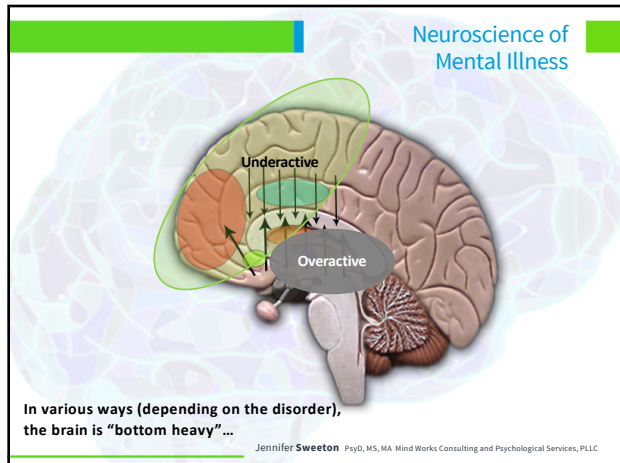 Neuroscience of
Mental Illness
Underactive
Overactive
In various ways (depending on the disorder),
the brain is “bottom heavy”…
Jennifer Sweeton PsyD, MS, MA Mind Works Consulting and Psychological Services, PLLC